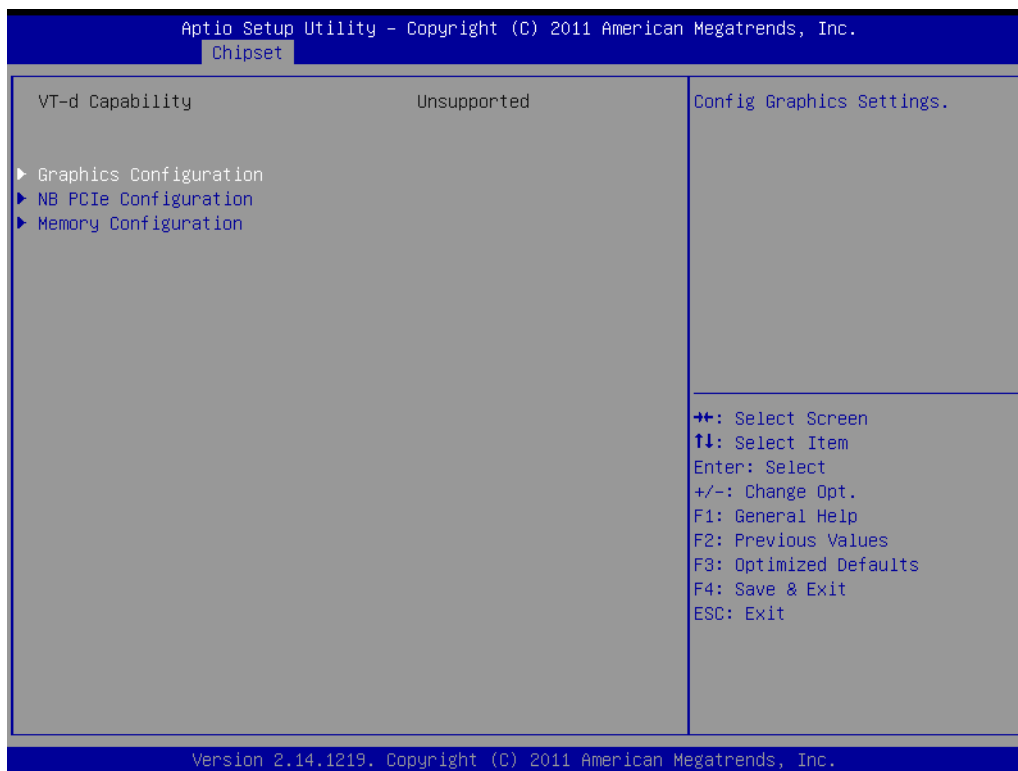 Aptio Setup Utility – Copyright (C) 2011 American Megatrends, Inc.
Chipset
VT-d Capability Unsupported
Graphics Configuration
NB PCIe Configuration
Memory Configuration
Config Graphics Settings.
→←: Select Screen
↑↓: Select Item
Enter: Select
+/-: Change Opt.
F1: General Help
F2: Previous Values
F3: Optimized Defaults
F4: Save & Exit
ESC: Exit
Version 2.14.1219. Copyright (C) 2011 American Megatrends, Inc.